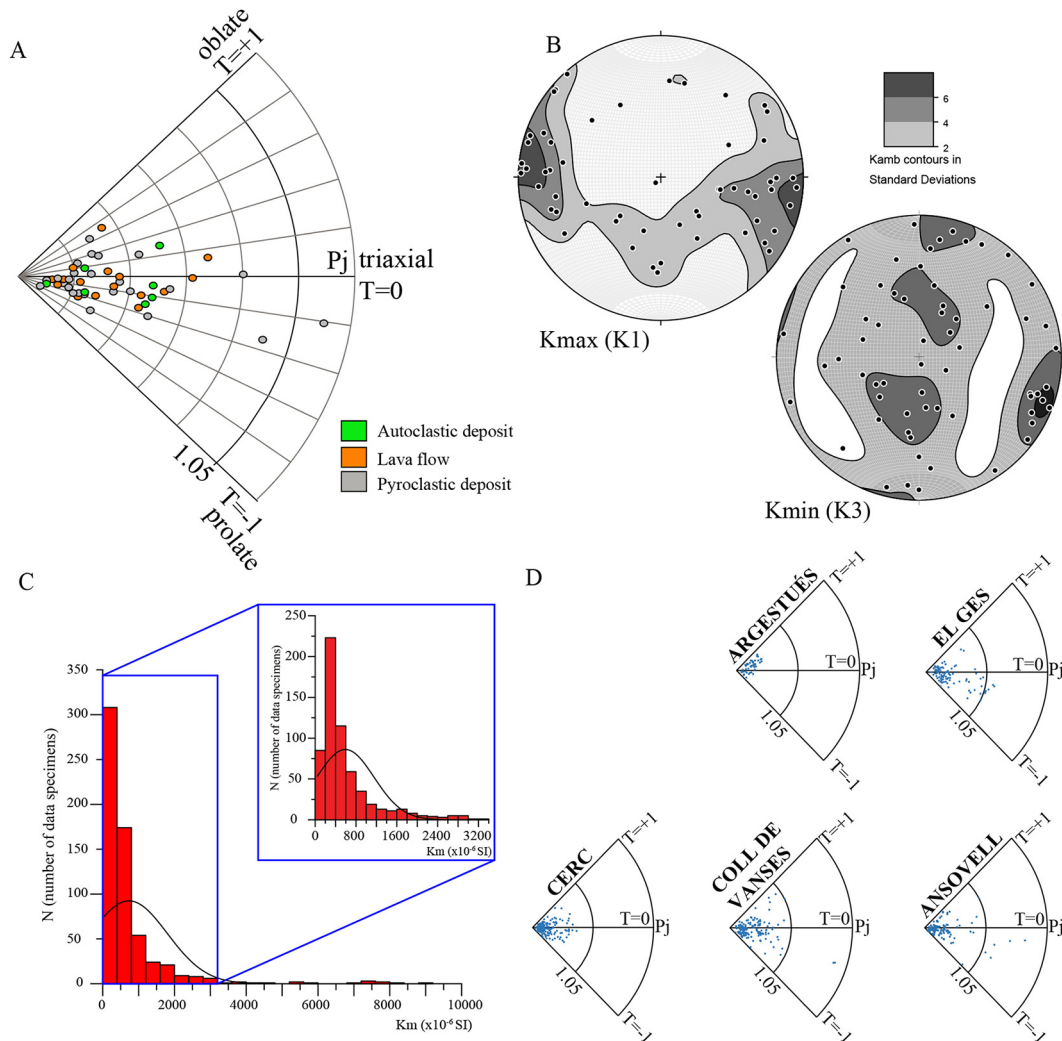 A
oblate
T=+1
Pj triaxial
T=0
1.05
T=-1
prolate
Autoclastic deposit
Lava flow
Pyroclastic deposit
B
Kmax (K1)
6
4
2
Kamb contours in
Standard Deviations
Kmin (K3)
C
N (number of data specimens)
350
300
250
200
150
100
50
0
0
2000
4000
6000
8000
10000
Km (x10⁻⁶ SI)
N (number of data specimens)
250
200
150
100
50
0
0
800
1600
2400
3200
Km (x10⁻⁶ SI)
D
ARGESTUÉS
T=+1
T=0
Pj
1.05
T=-1
EL GES
T=+1
T=0
Pj
1.05
T=-1
CERC
T=+1
T=0
Pj
1.05
T=-1
COLL DE
VANSES
T=+1
T=0
Pj
1.05
T=-1
ANSOVELL
T=+1
T=0
Pj
1.05
T=-1